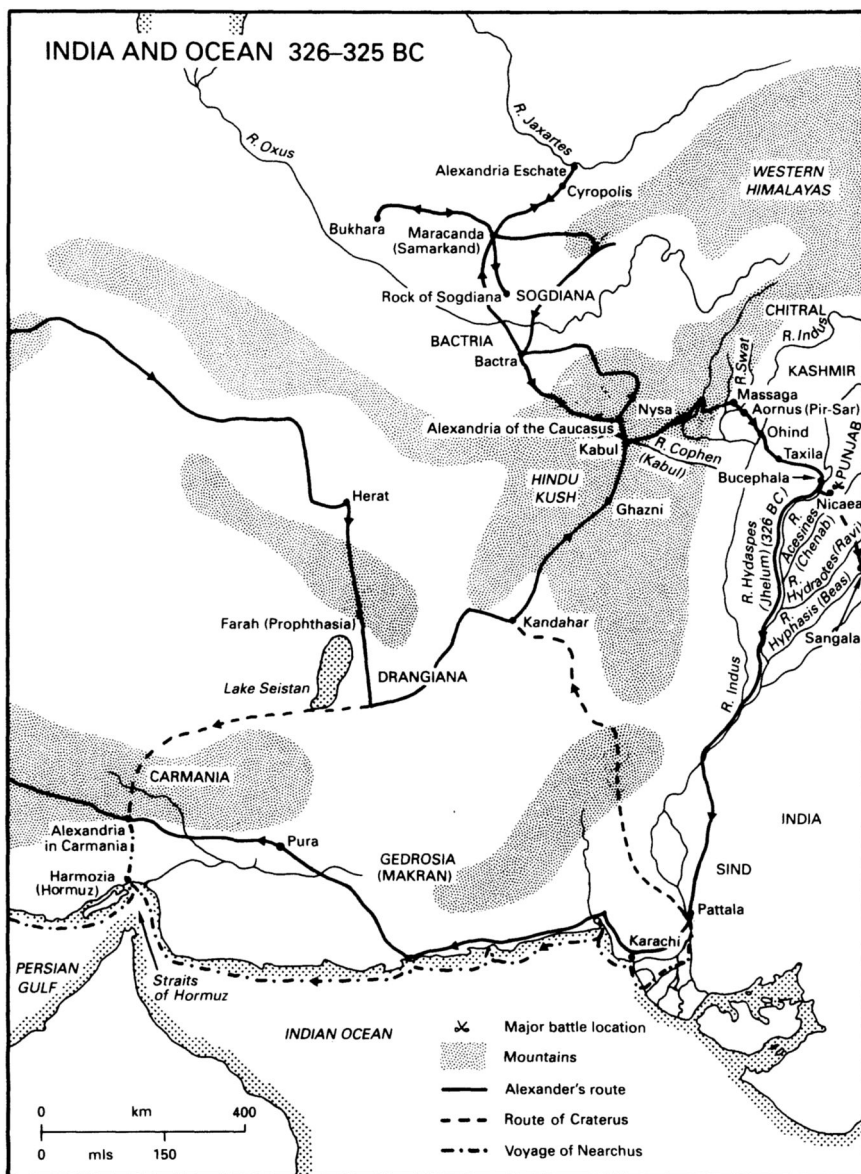 INDIA AND OCEAN 326–325 BC
R. Oxus
R. Jaxartes
Alexandria Eschate
Cyropolis
WESTERN
HIMALAYAS
Bukhara
Maracanda
(Samarkand)
Rock of Sogdiana
SOGDIANA
CHITRAL
R. Indus
BACTRIA
Bactra
R. Swat
KASHMIR
Nysa
Massaga
Aornus (Pir-Sar)
Alexandria of the Caucasus
Ohind
Kabul
R. Cophen
(Kabul)
Taxila
PUNJAB
Bucephala
HINDU
KUSH
Nicaea
Herat
Ghazni
R. Hydaspes
(Jhelum) (326 BC)
R.
Acesines
(Chenab)
R.
Hydraotes (Ravi)
R.
Hyphasis (Beas)
Farah (Prophthasia)
Kandahar
Sangala
Lake Seistan
DRANGIANA
R. Indus
CARMANIA
INDIA
Alexandria
in Carmania
Pura
GEDROSIA
(MAKRAN)
SIND
Harmozia
(Hormuz)
Pattala
Karachi
PERSIAN
GULF
Straits
of Hormuz
INDIAN OCEAN
Major battle location
Mountains
Alexander's route
Route of Craterus
Voyage of Nearchus
0 km 400
0 mls 150